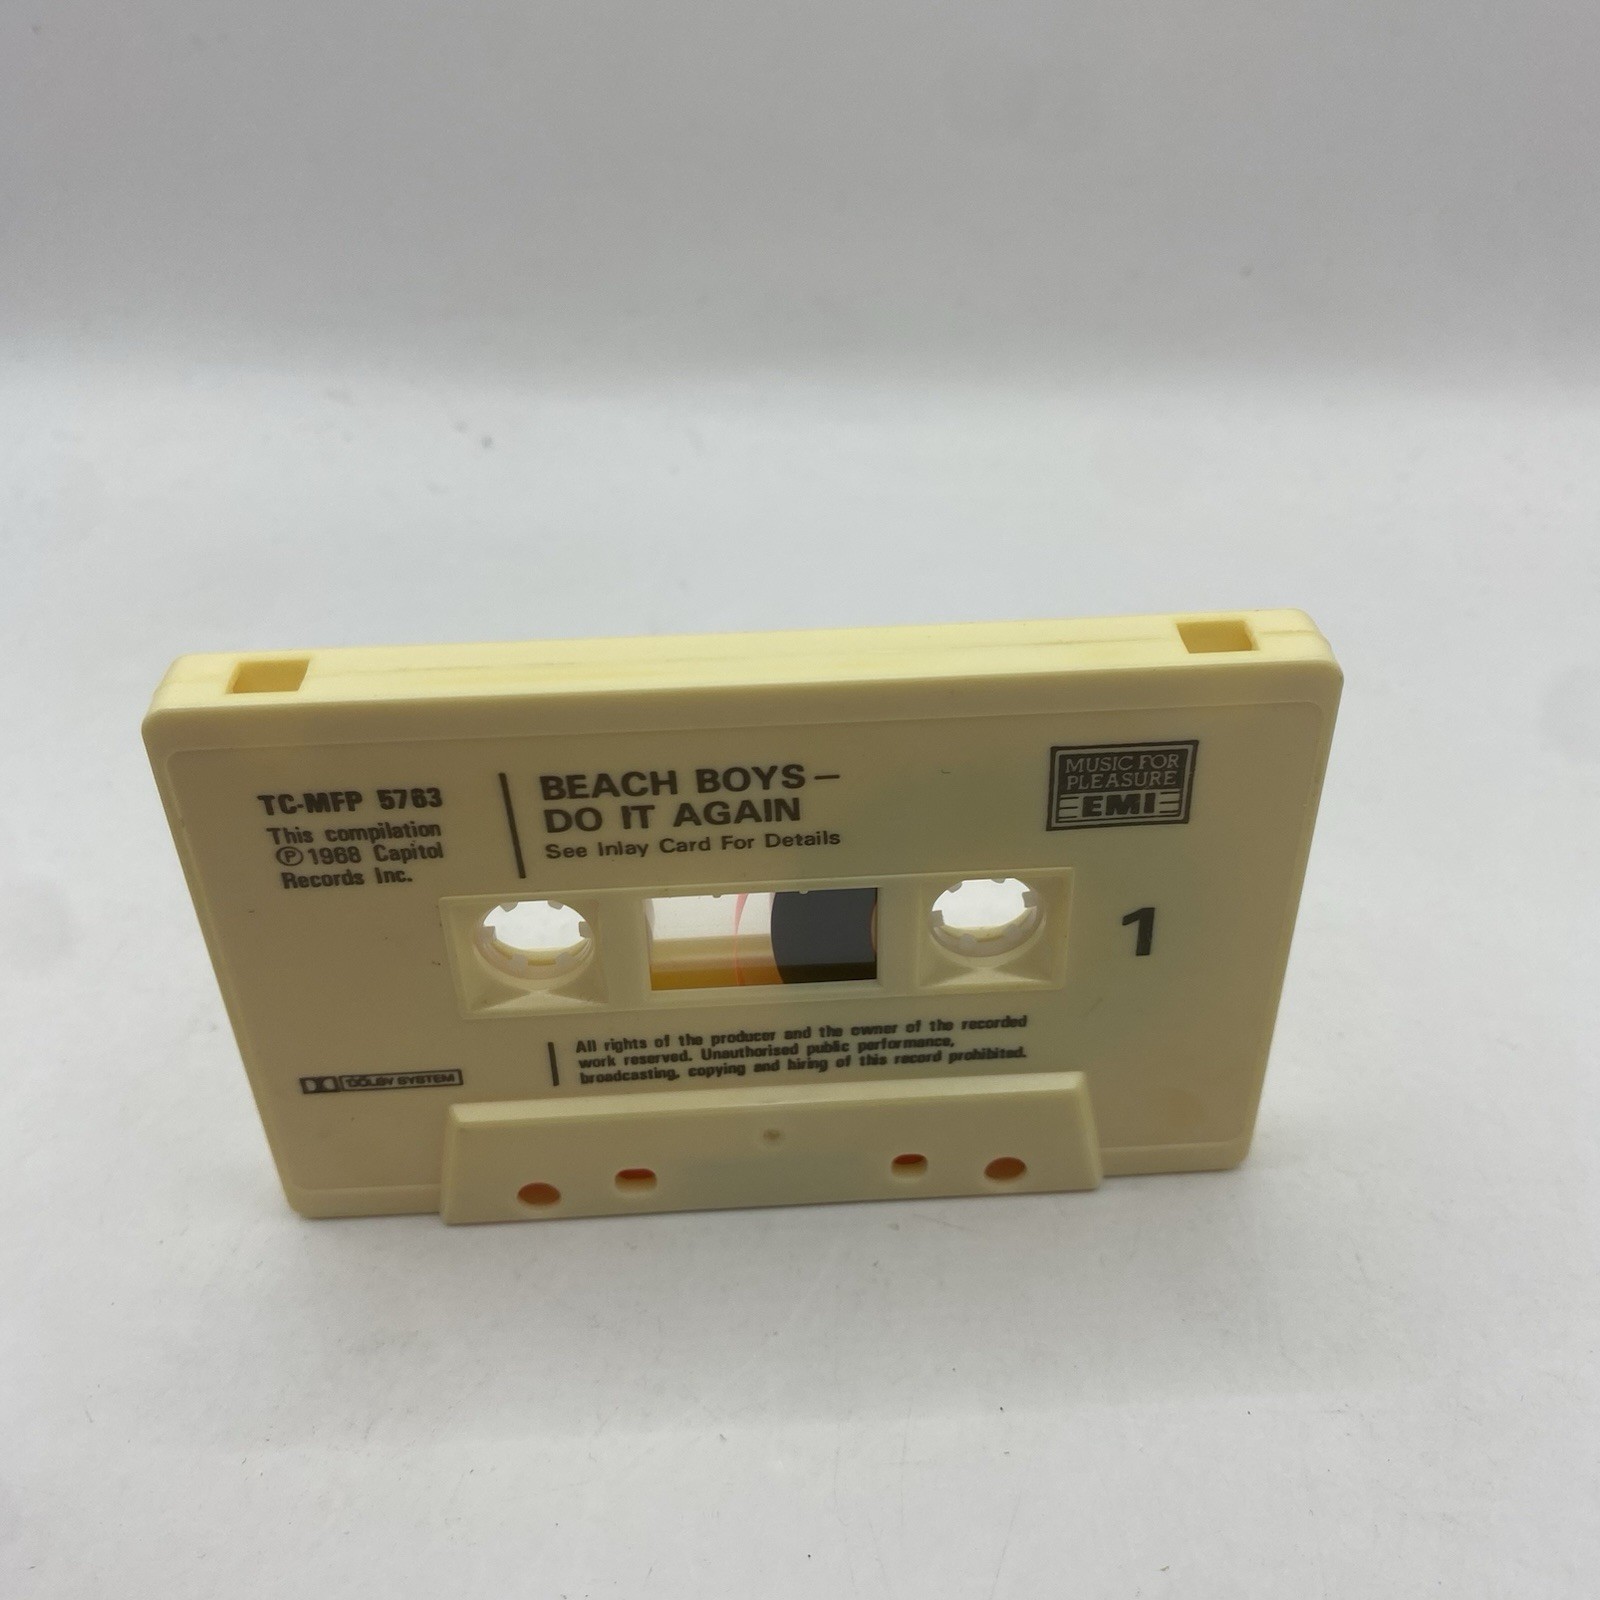 TC-MFP 5763
This compilation
Ⓟ 1968 Capitol
Records Inc.
BEACH BOYS –
DO IT AGAIN
See Inlay Card For Details
MUSIC FOR
PLEASURE
EMI
1
All rights of the producer and the owner of the recorded
work reserved. Unauthorised public performance,
broadcasting, copying and hiring of this record prohibited.
DOLBY SYSTEM